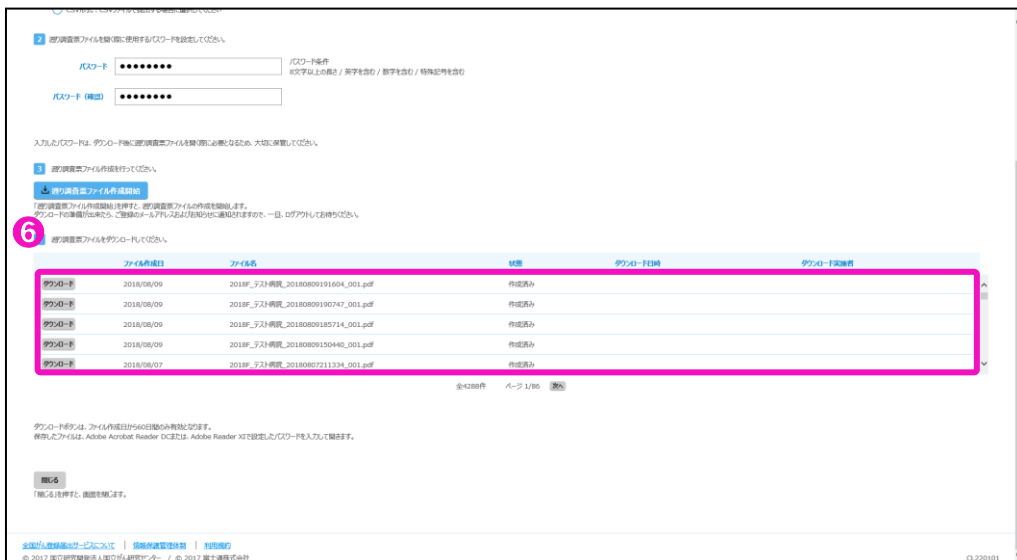 2 遡り調査票ファイルを開く際に使用するパスワードを設定してください。
パスワード ●●●●●●●● パスワード条件
8文字以上の長さ / 英字を含む / 数字を含む / 特殊記号を含む
パスワード（確認） ●●●●●●●●
入力したパスワードは、ダウンロード後に遡り調査票ファイルを開く際に必要となるため、大切に保管してください。
3 遡り調査票ファイル作成を行ってください。
遡り調査票ファイル作成開始
「遡り調査票ファイル作成開始」を押すと、遡り調査票ファイルの作成を開始します。
ダウンロードの準備が出来たら、ご登録のメールアドレスおよびお知らせに通知されますので、一旦、ログアウトしてお待ちください。
6 遡り調査票ファイルをダウンロードしてください。
ファイル作成日 ファイル名 状態 ダウンロード日時 ダウンロード実施者
ダウンロード 2018/08/09 2018F_テスト病院_20180809191604_001.pdf 作成済み
ダウンロード 2018/08/09 2018F_テスト病院_20180809190747_001.pdf 作成済み
ダウンロード 2018/08/09 2018F_テスト病院_20180809185714_001.pdf 作成済み
ダウンロード 2018/08/09 2018F_テスト病院_20180809150440_001.pdf 作成済み
ダウンロード 2018/08/07 2018F_テスト病院_20180807211334_001.pdf 作成済み
全4288件 ページ 1/86 次へ
ダウンロードボタンは、ファイル作成日から60日間のみ有効となります。
保存したファイルは、Adobe Acrobat Reader DCまたは、Adobe Reader XIで設定したパスワードを入力して開きます。
閉じる
「閉じる」を押すと、画面を閉じます。
全国がん登録届出サービスについて | 情報保護管理体制 | 利用規約
© 2017 国立研究開発法人国立がん研究センター / © 2017 富士通株式会社 CL220101